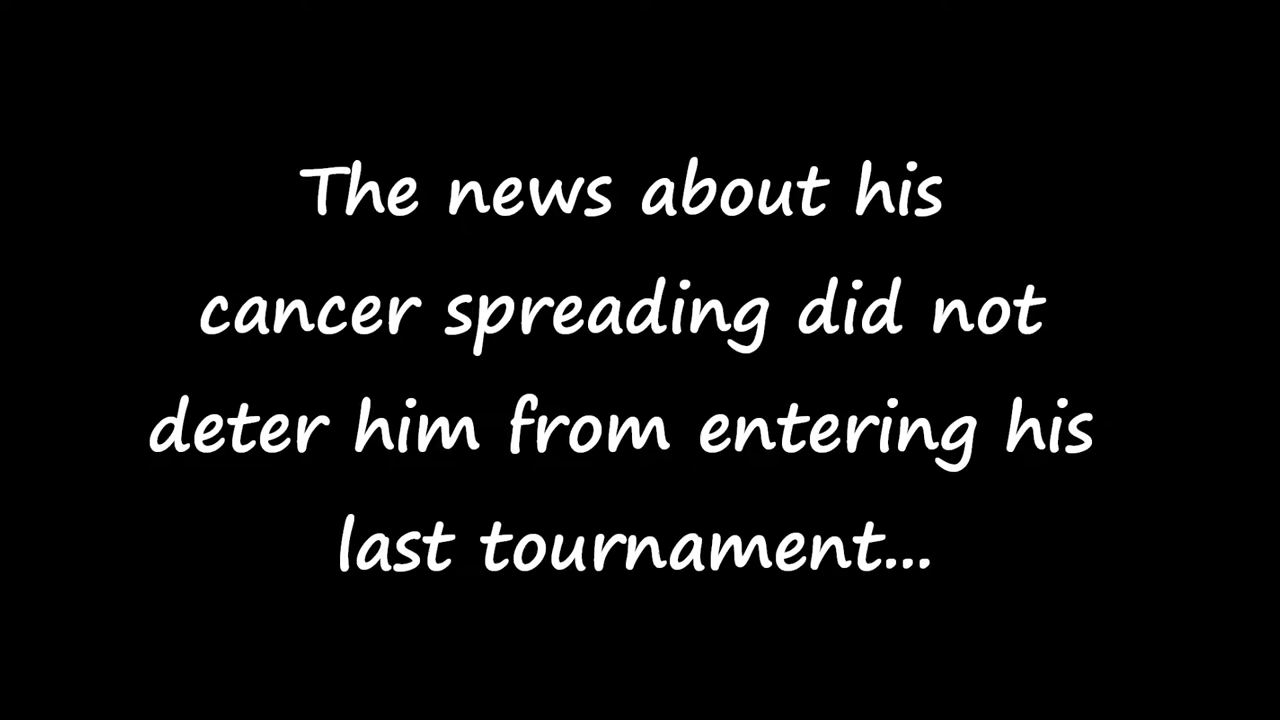 The news about his
cancer spreading did not
deter him from entering his
last tournament...